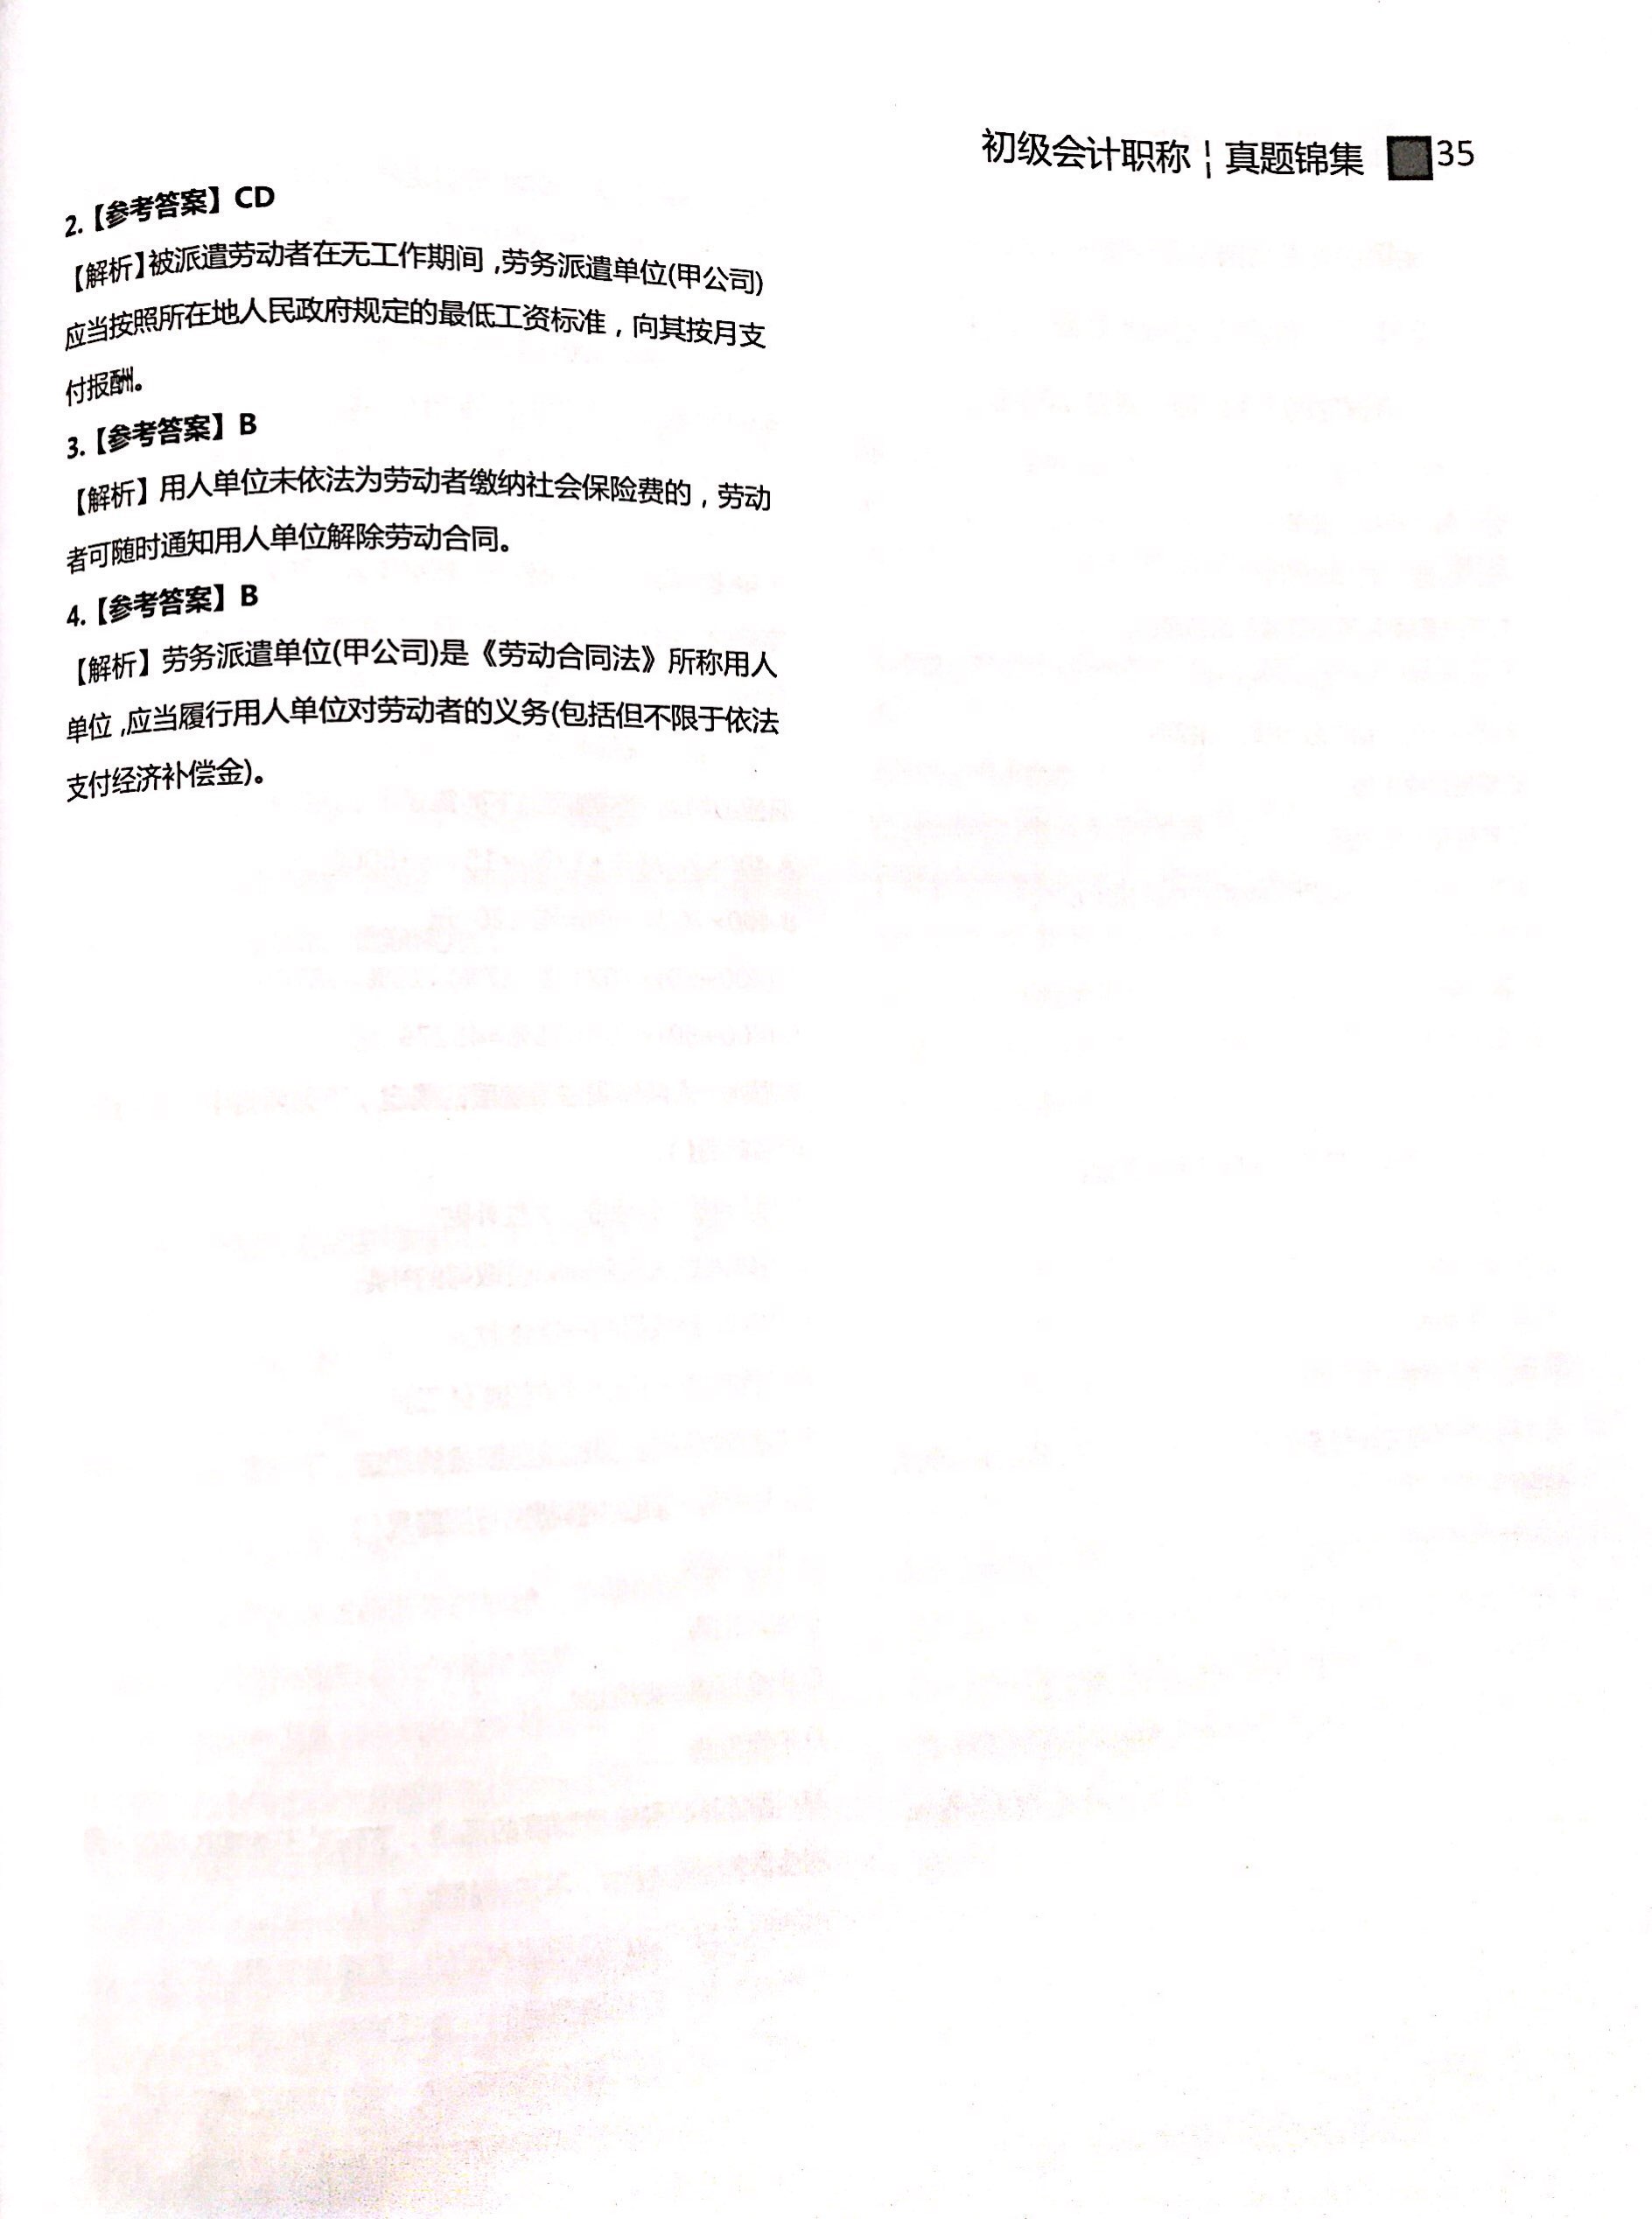 初级会计职称¦真题锦集 35
2.【参考答案】CD
【解析】被派遣劳动者在无工作期间,劳务派遣单位(甲公司)
应当按照所在地人民政府规定的最低工资标准，向其按月支
付报酬。
3.【参考答案】B
【解析】用人单位未依法为劳动者缴纳社会保险费的，劳动
者可随时通知用人单位解除劳动合同。
4.【参考答案】B
【解析】劳务派遣单位(甲公司)是《劳动合同法》所称用人
单位,应当履行用人单位对劳动者的义务(包括但不限于依法
支付经济补偿金)。